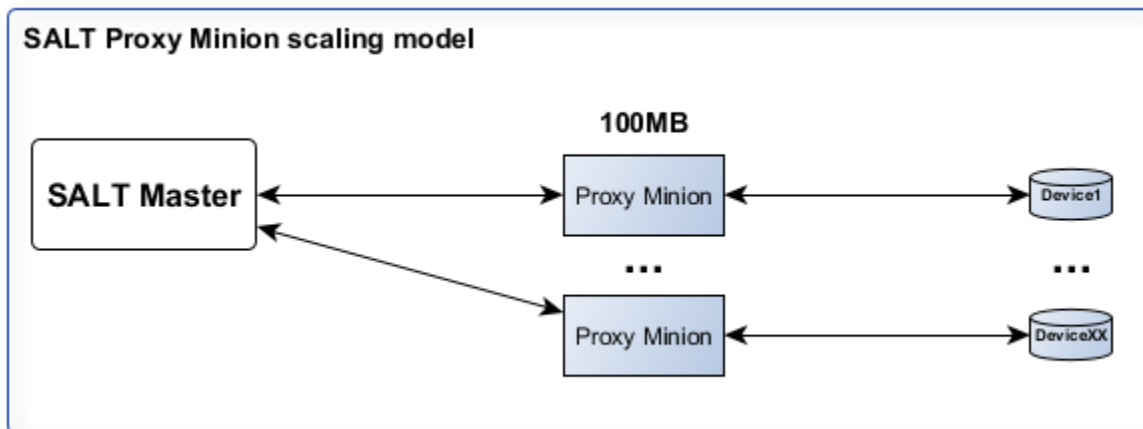 SALT Proxy Minion scaling model
100MB
SALT Master
Proxy Minion
Device1
...
...
Proxy Minion
DeviceXX